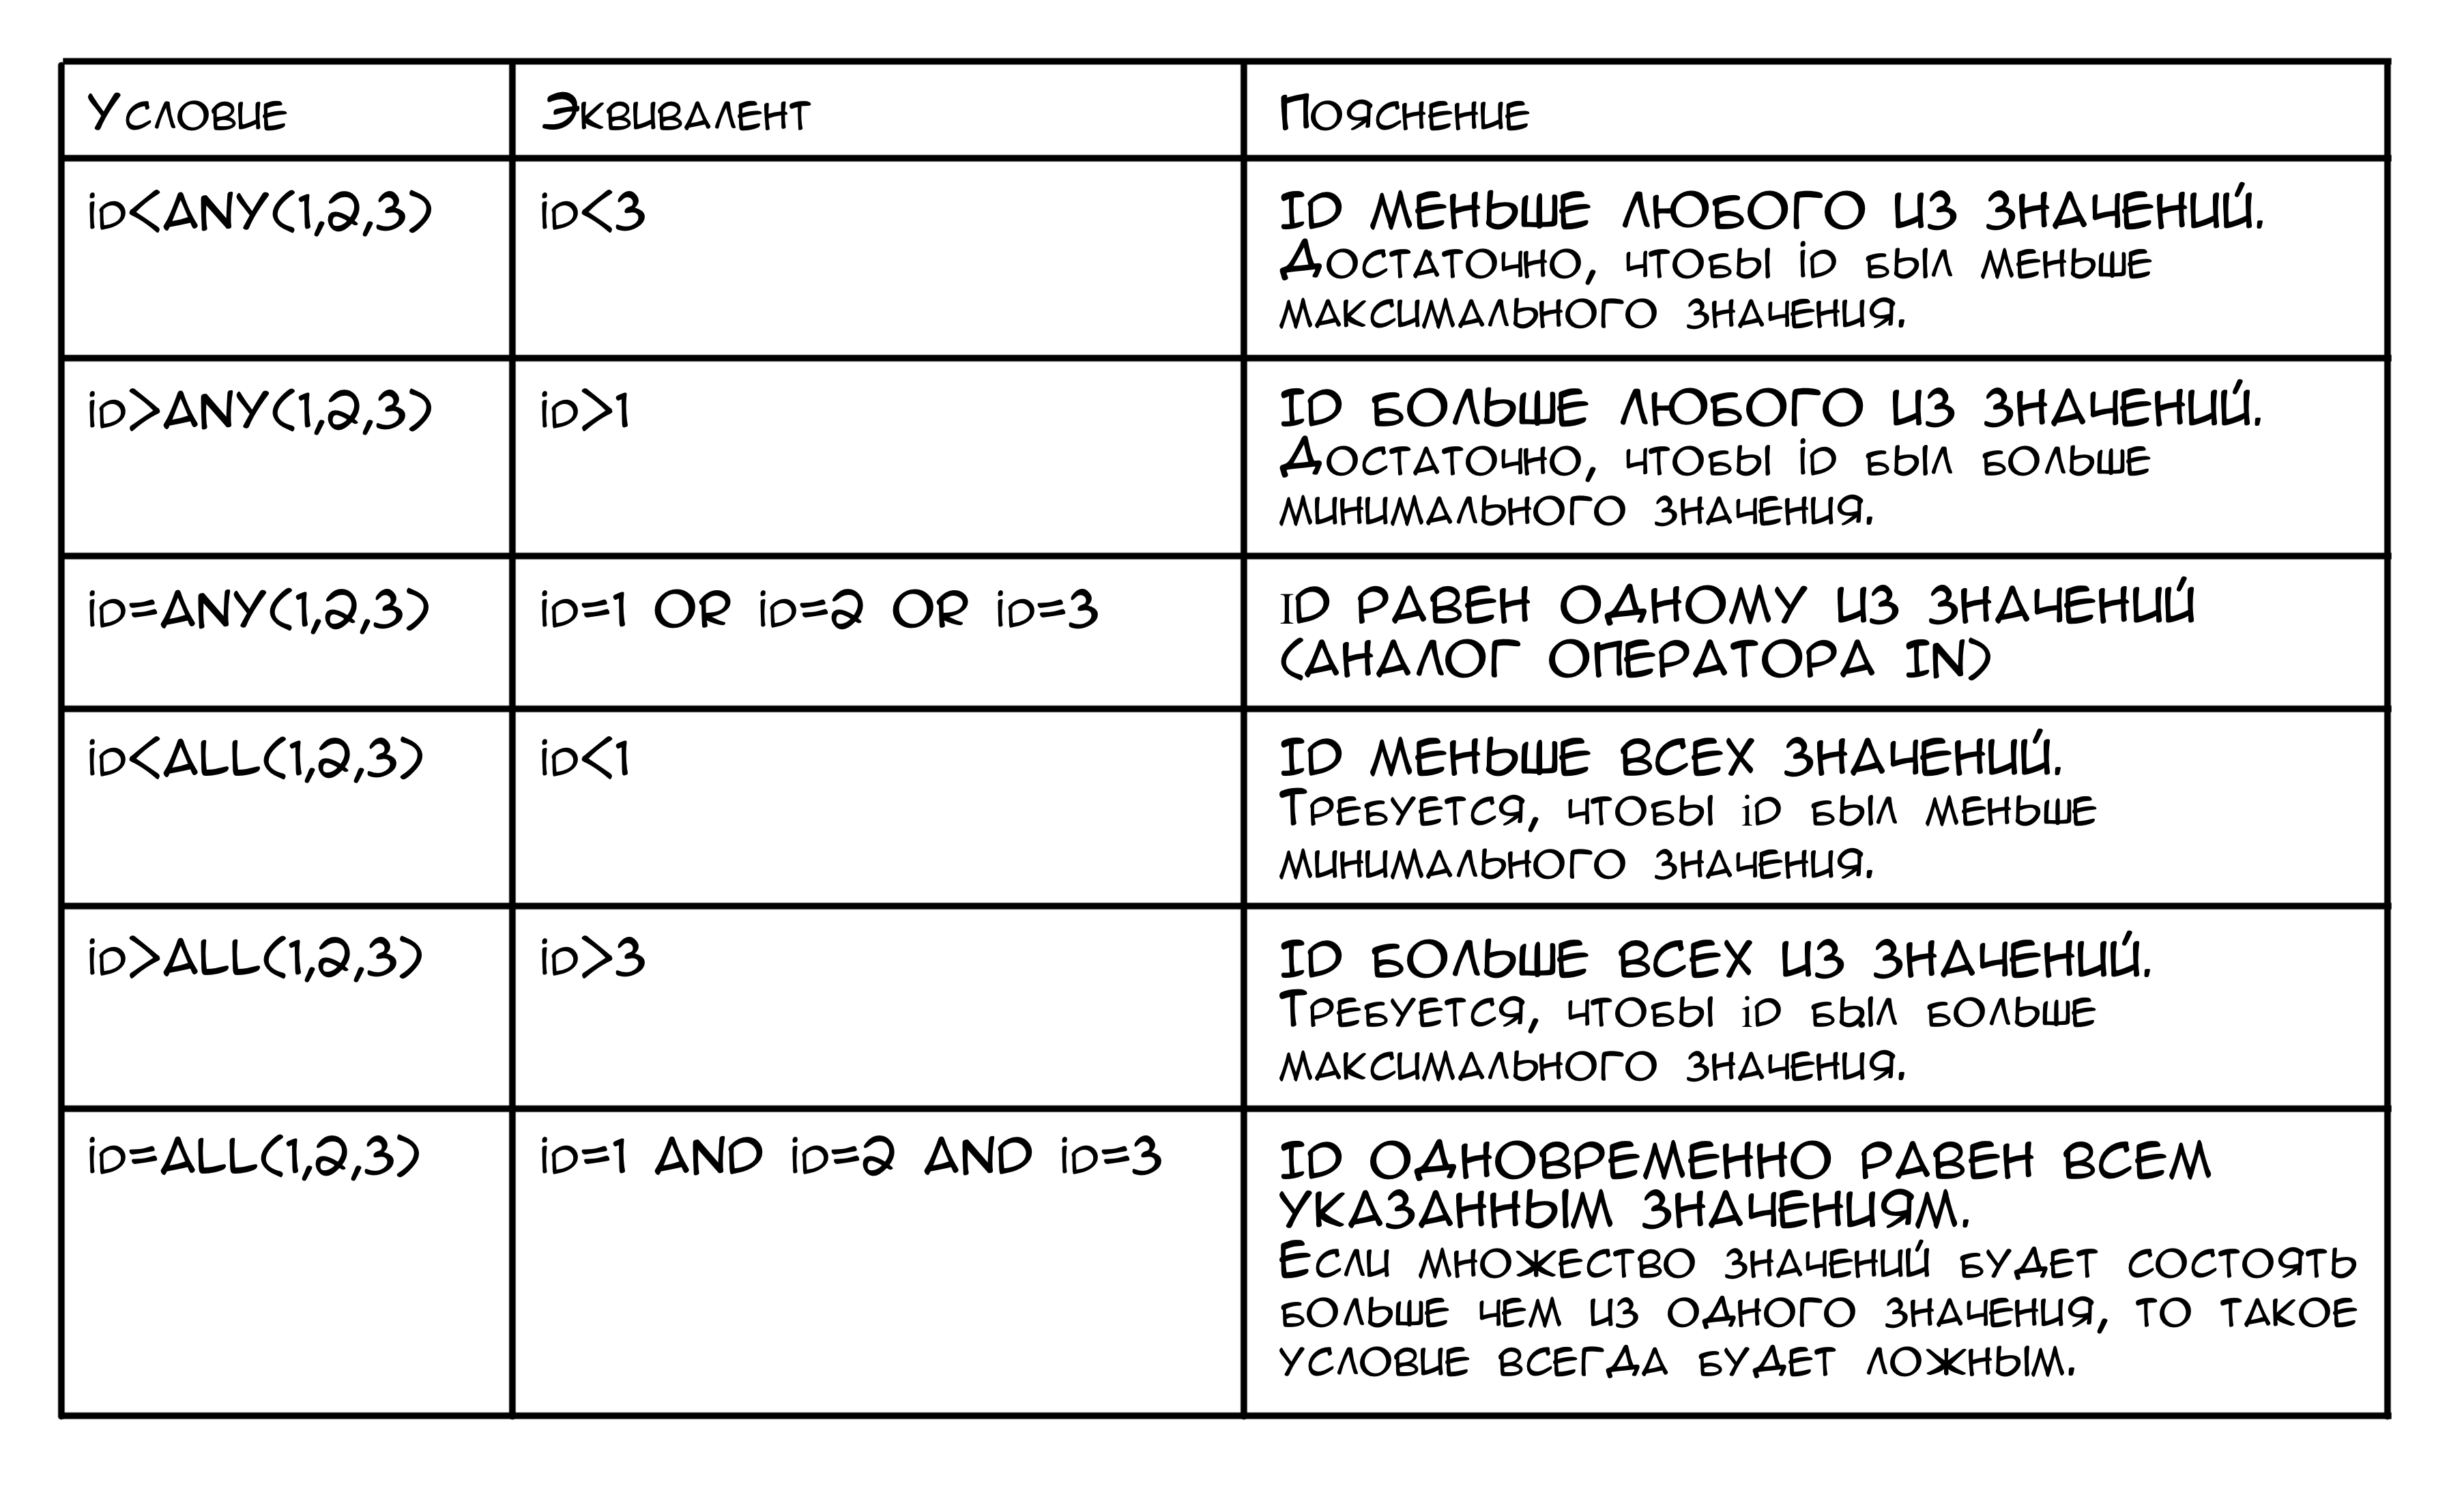 Условие
Эквивалент
Пояснение
id<ANY(1,2,3)
id<3
ID МЕНЬШЕ ЛЮБОГО ИЗ ЗНАЧЕНИЙ.
Достаточно, чтобы id был меньше
максимального значения.
id>ANY(1,2,3)
id>1
ID БОЛЬШЕ ЛЮБОГО ИЗ ЗНАЧЕНИЙ.
Достаточно, чтобы id был больше
минимального значения.
id=ANY(1,2,3)
id=1 OR id=2 OR id=3
ID РАВЕН ОДНОМУ ИЗ ЗНАЧЕНИЙ
(АНАЛОГ ОПЕРАТОРА IN)
id<ALL(1,2,3)
id<1
ID МЕНЬШЕ ВСЕХ ЗНАЧЕНИЙ.
Требуется, чтобы id был меньше
минимального значения.
id>ALL(1,2,3)
id>3
ID БОЛЬШЕ ВСЕХ ИЗ ЗНАЧЕНИЙ.
Требуется, чтобы id был больше
максимального значения.
id=ALL(1,2,3)
id=1 AND id=2 AND id=3
ID ОДНОВРЕМЕННО РАВЕН ВСЕМ
УКАЗАННЫМ ЗНАЧЕНИЯМ.
Если множество значений будет состоять
больше чем из одного значения, то такое
условие всегда будет ложным.